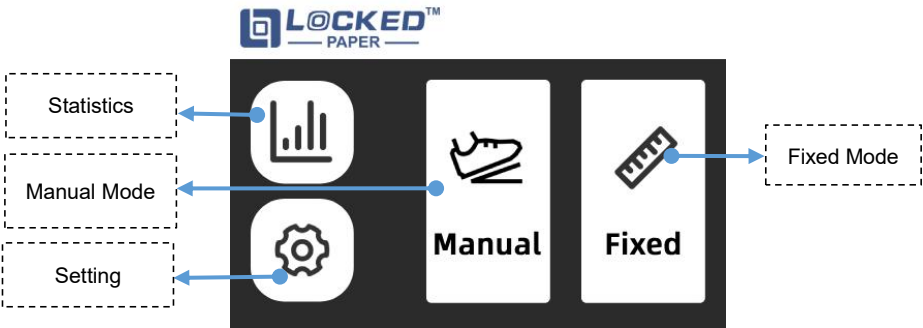 LOCKED™
PAPER
Statistics
Manual Mode
Setting
Manual
Fixed
Fixed Mode